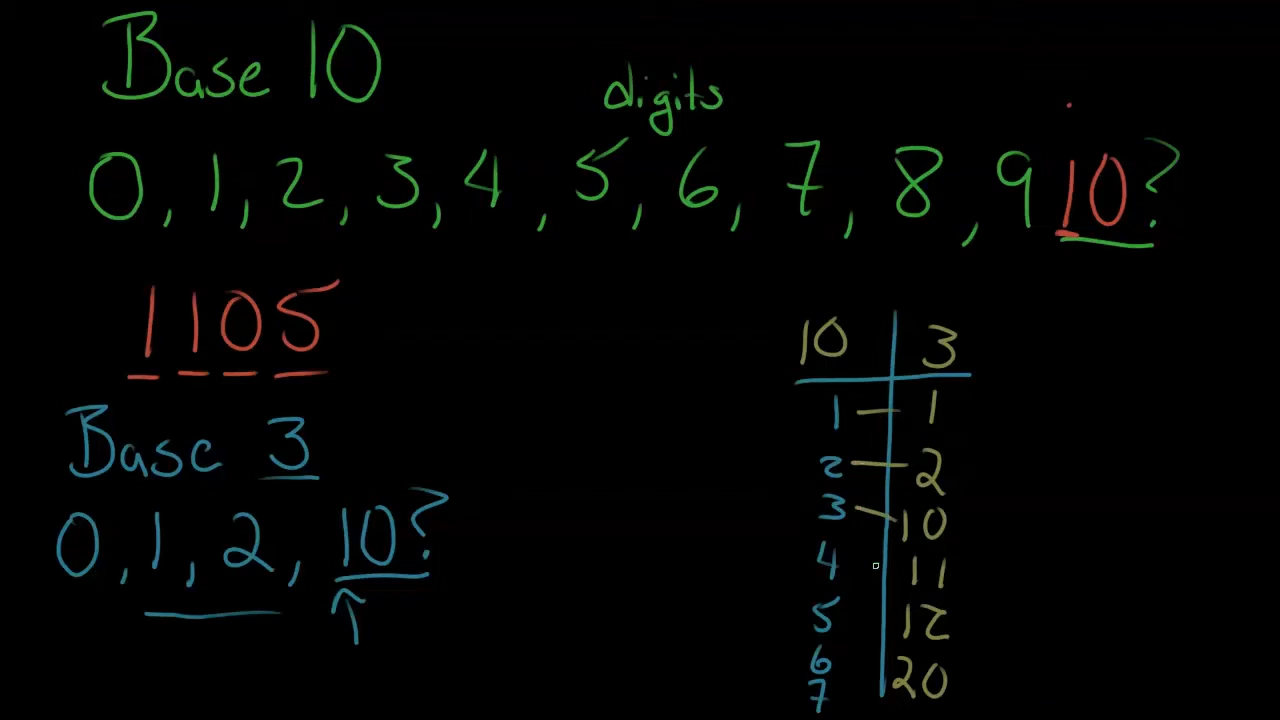 Base 10
digits
0, 1, 2, 3, 4, 5, 6, 7, 8, 9 10?
1105
Base 3
0, 1, 2, 10?
10 3
1 1
2 2
3 10
4 11
5 12
6 20
7